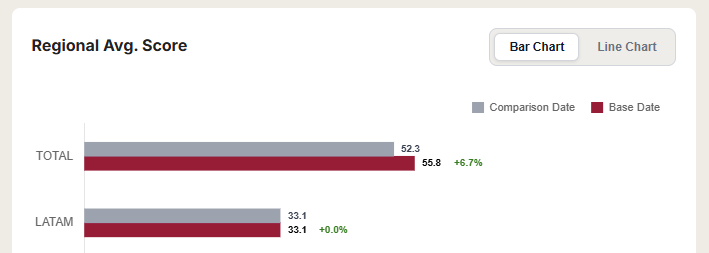 Regional Avg. Score
Bar Chart Line Chart
Comparison Date Base Date
TOTAL
52.3
55.8 +6.7%
LATAM
33.1
33.1 +0.0%